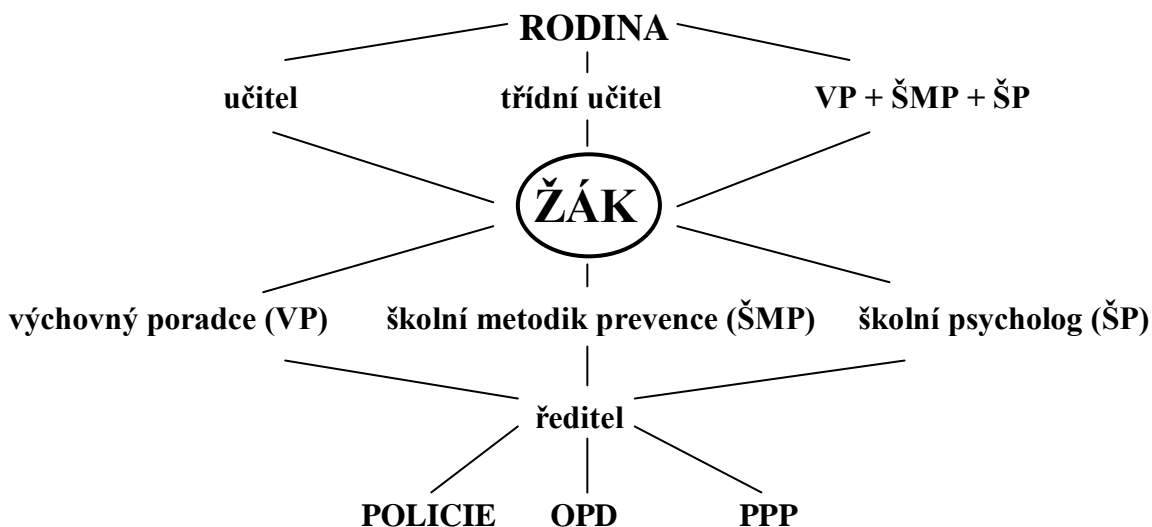 RODINA
učitel třídní učitel VP + ŠMP + ŠP
ŽÁK
výchovný poradce (VP) školní metodik prevence (ŠMP) školní psycholog (ŠP)
ředitel
POLICIE OPD PPP